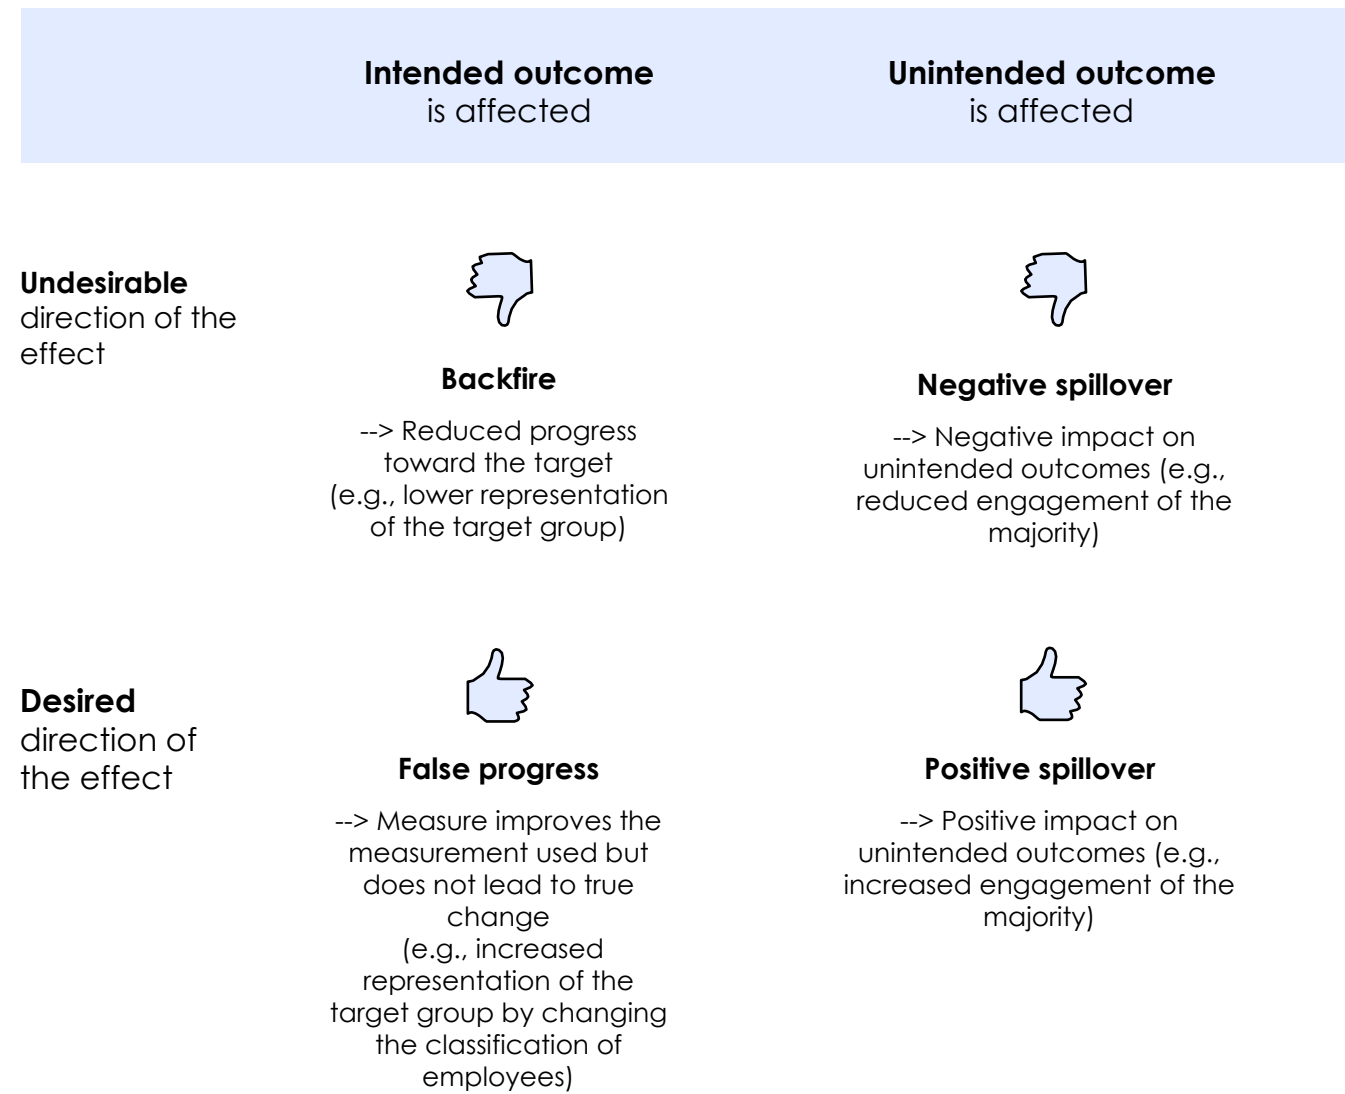 Intended outcome
is affected
Unintended outcome
is affected
Undesirable
direction of the
effect
Backfire
--> Reduced progress
toward the target
(e.g., lower representation
of the target group)
Negative spillover
--> Negative impact on
unintended outcomes (e.g.,
reduced engagement of the
majority)
Desired
direction of
the effect
False progress
--> Measure improves the
measurement used but
does not lead to true
change
(e.g., increased
representation of the
target group by changing
the classification of
employees)
Positive spillover
--> Positive impact on
unintended outcomes (e.g.,
increased engagement of the
majority)